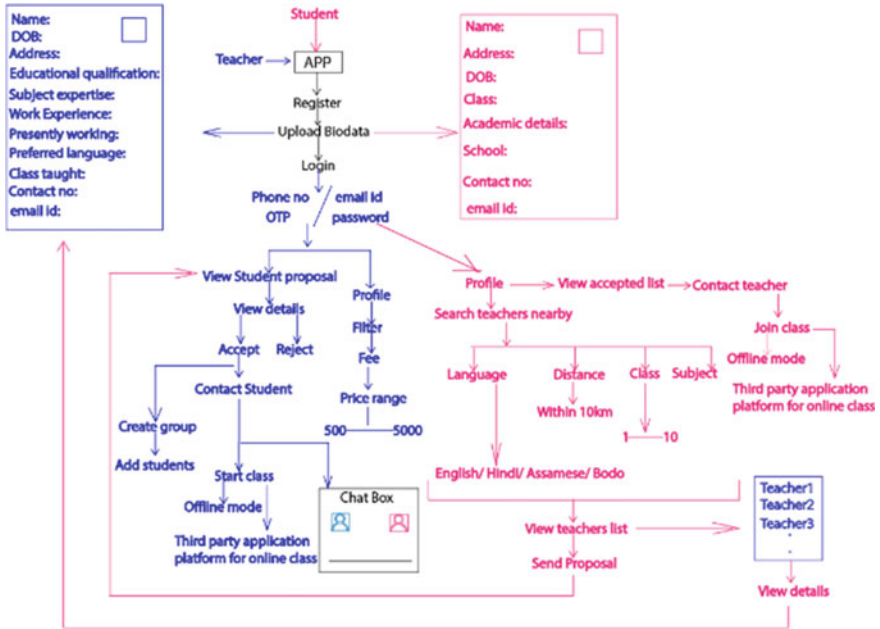 Name:
DOB:
Address:
Educational qualification:
Subject expertise:
Work Experience:
Presently working:
Preferred language:
Class taught:
Contact no:
email id:
Student
Teacher
APP
Register
Upload Biodata
Login
Phone no
OTP
/
email id
password
Name:
Address:
DOB:
Class:
Academic details:
School:
Contact no:
email id:
View Student proposal
View details
Accept
Reject
Contact Student
Create group
Add students
Start class
Offline mode
Third party application
platform for online class
Profile
Filter
Fee
Price range
500
5000
Chat Box
Profile
View accepted list
Contact teacher
Join class
Offline mode
Third party application
platform for online class
Search teachers nearby
Language
Distance
Class
Subject
Within 10km
1
10
English/ Hindi/ Assamese/ Bodo
View teachers list
Send Proposal
Teacher1
Teacher2
Teacher3
.
.
View details